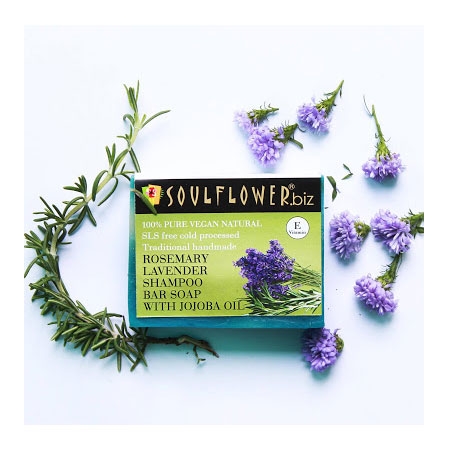 SOULFLOWER®.biz
100% PURE VEGAN NATURAL
SLS free cold processed
Traditional handmade
ROSEMARY
LAVENDER
SHAMPOO
BAR SOAP
WITH JOJOBA OIL
E
Vitamin